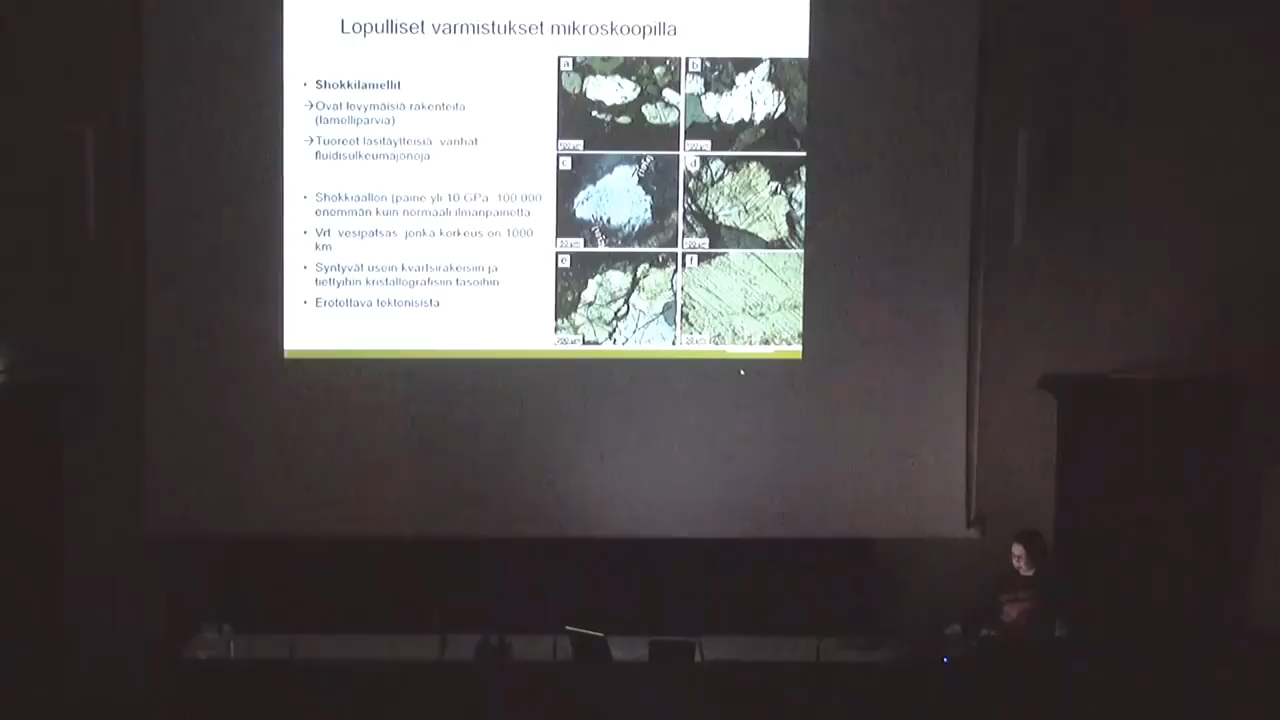 Lopulliset varmistukset mikroskoopilla
• Shokkilamellit
→Ovat levymäisiä rakenteita
(lamelliparvia)
→Tuoreet lasitäytteisiä vanhat
fluidisulkeumajonoja
• Shokkiaallon (paine yli 10 GPa 100 000
enemmän kuin normaali ilmanpainetta
• Vrt. vesipatsas jonka korkeus on 1000
km
• Syntyvät usein kvartsirakeisiin ja
tiettyihin kristallografisiin tasoihin
• Erotettava tektonisista
a
b
c
d
e
f